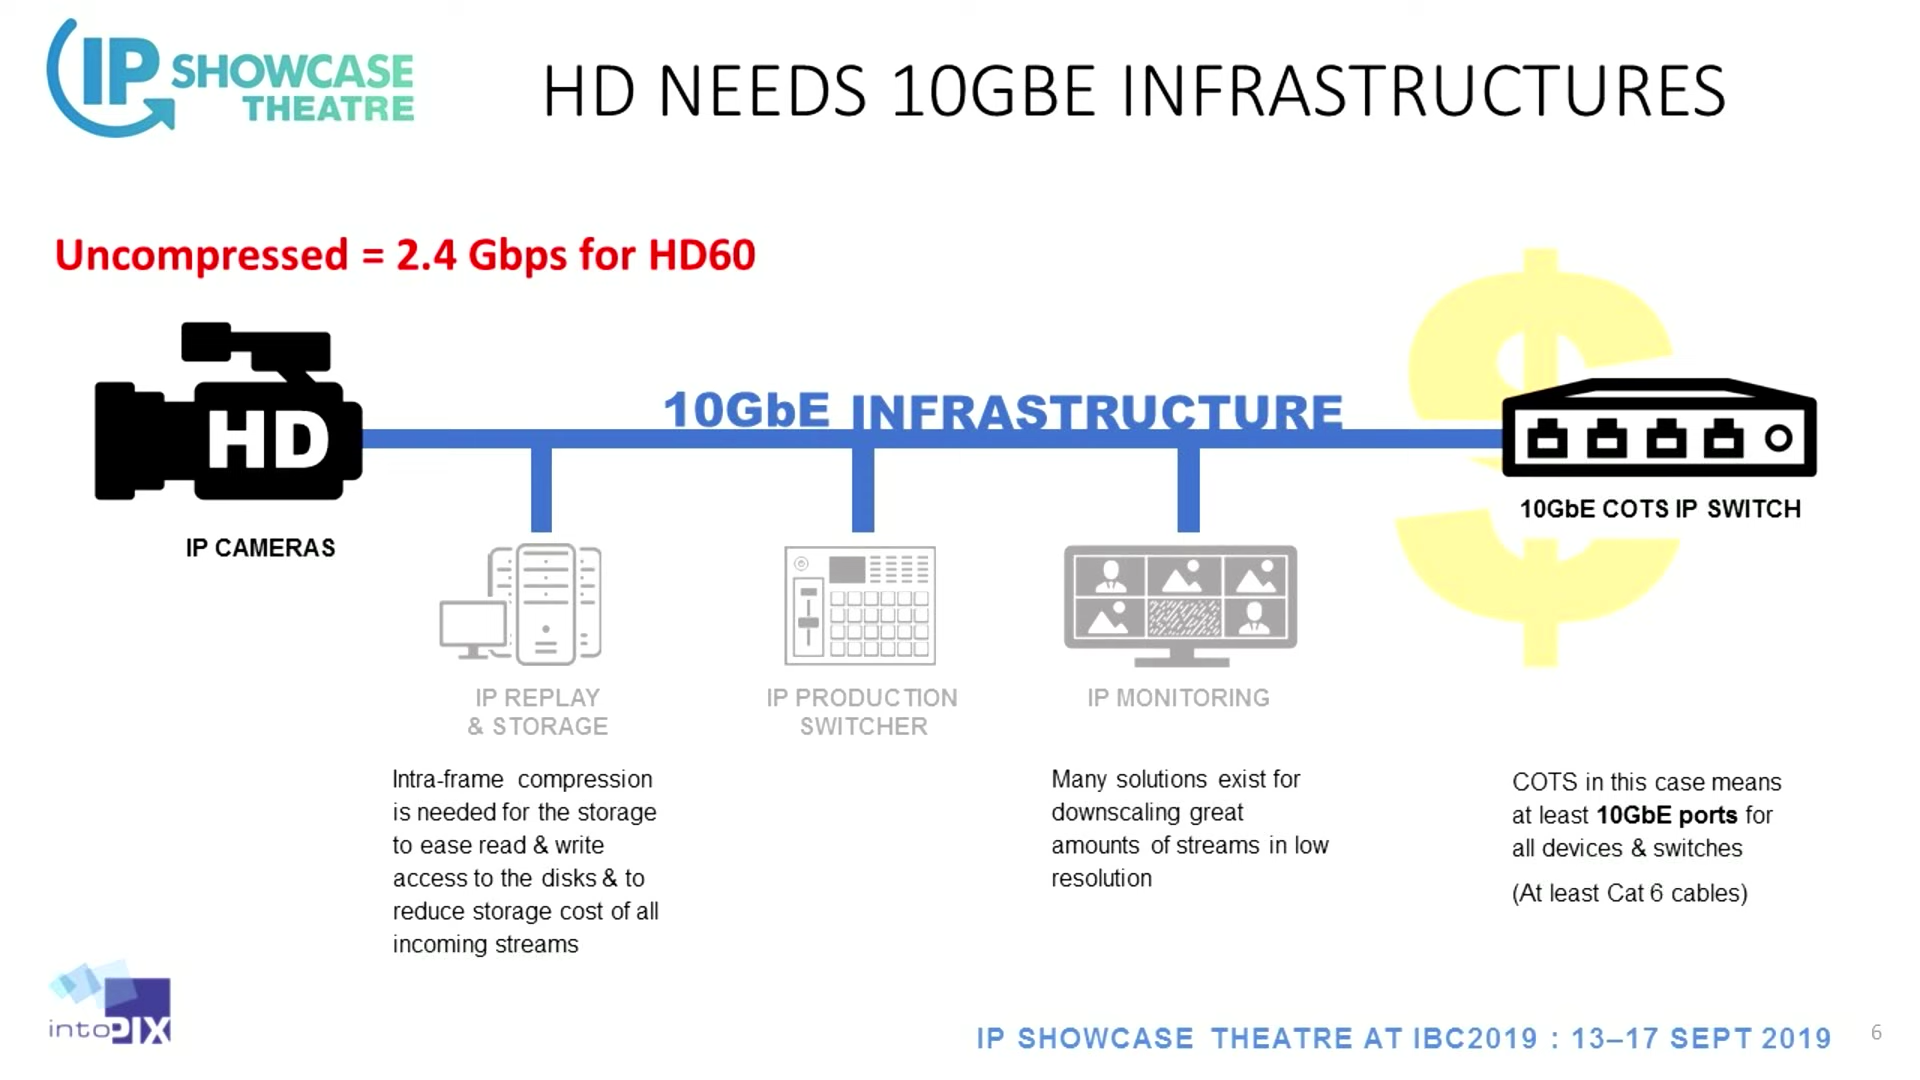 IP SHOWCASE
THEATRE
HD NEEDS 10GBE INFRASTRUCTURES
Uncompressed = 2.4 Gbps for HD60
HD
10GbE INFRASTRUCTURE
IP CAMERAS
10GbE COTS IP SWITCH
IP REPLAY
& STORAGE
IP PRODUCTION
SWITCHER
IP MONITORING
Intra-frame compression
is needed for the storage
to ease read & write
access to the disks & to
reduce storage cost of all
incoming streams
Many solutions exist for
downscaling great
amounts of streams in low
resolution
COTS in this case means
at least 10GbE ports for
all devices & switches
(At least Cat 6 cables)
intoPIX
IP SHOWCASE THEATRE AT IBC2019 : 13–17 SEPT 2019
6